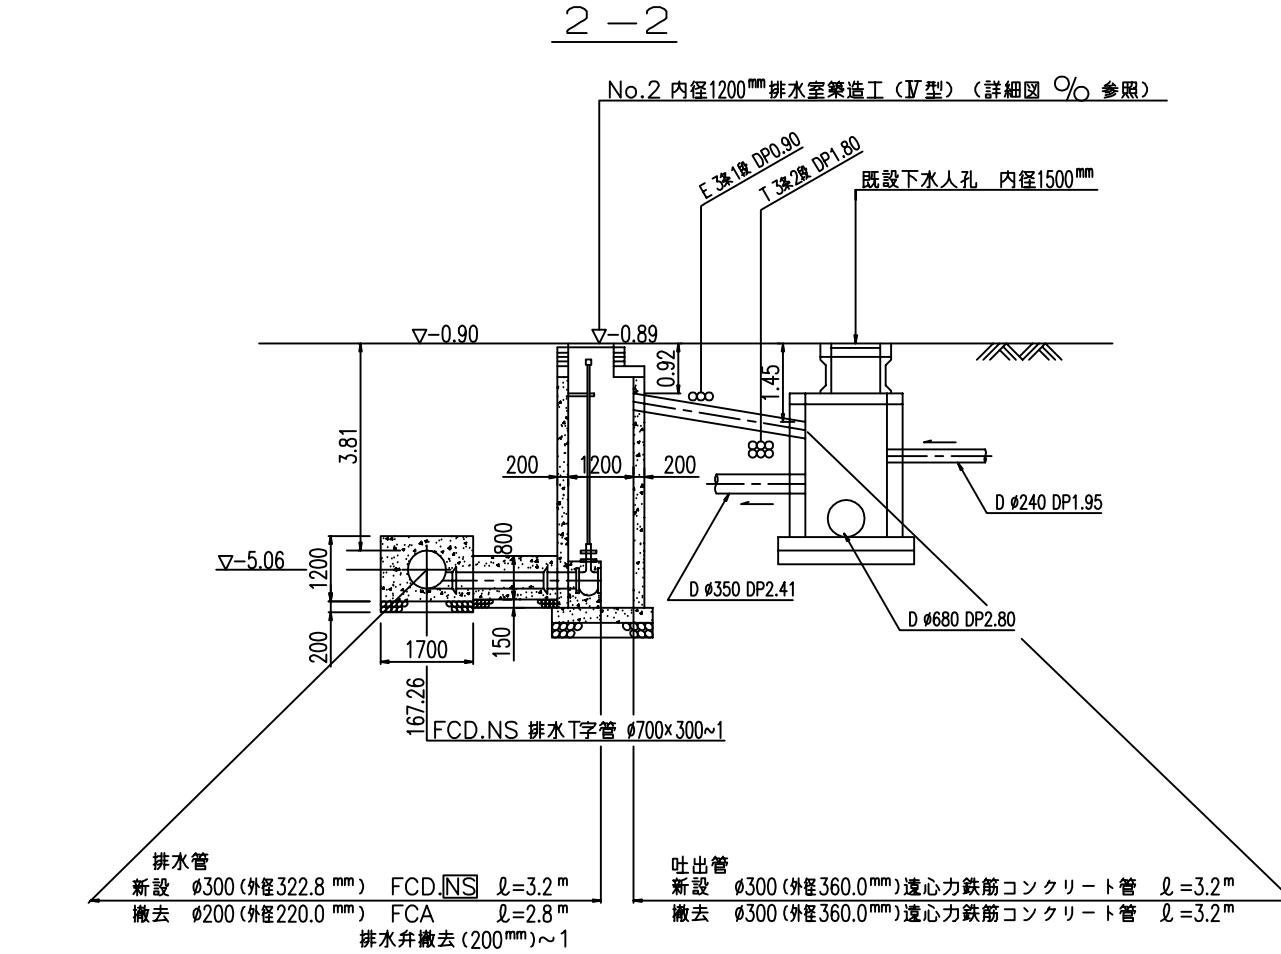 2-2
No.2 内径1200mm排水室築造工（Ⅳ型）（詳細図 ○/○ 参照）
E 3条1段 DP0.90
T 3条2段 DP1.80
既設下水人孔 内径1500mm
▽-0.90
▽-0.89
0.92
1.45
3.81
200
1200
200
D φ240 DP1.95
800
▽-5.06
1200
D φ350 DP2.41
D φ680 DP2.80
200
1700
150
167.26
FCD.NS 排水T字管 φ700×300~1
排水管
新設 φ300(外径322.8 mm) FCD.NS ℓ=3.2m
撤去 φ200(外径220.0 mm) FCA ℓ=2.8m
排水弁撤去(200mm)~1
吐出管
新設 φ300(外径360.0mm)遠心力鉄筋コンクリート管 ℓ=3.2m
撤去 φ300(外径360.0mm)遠心力鉄筋コンクリート管 ℓ=3.2m